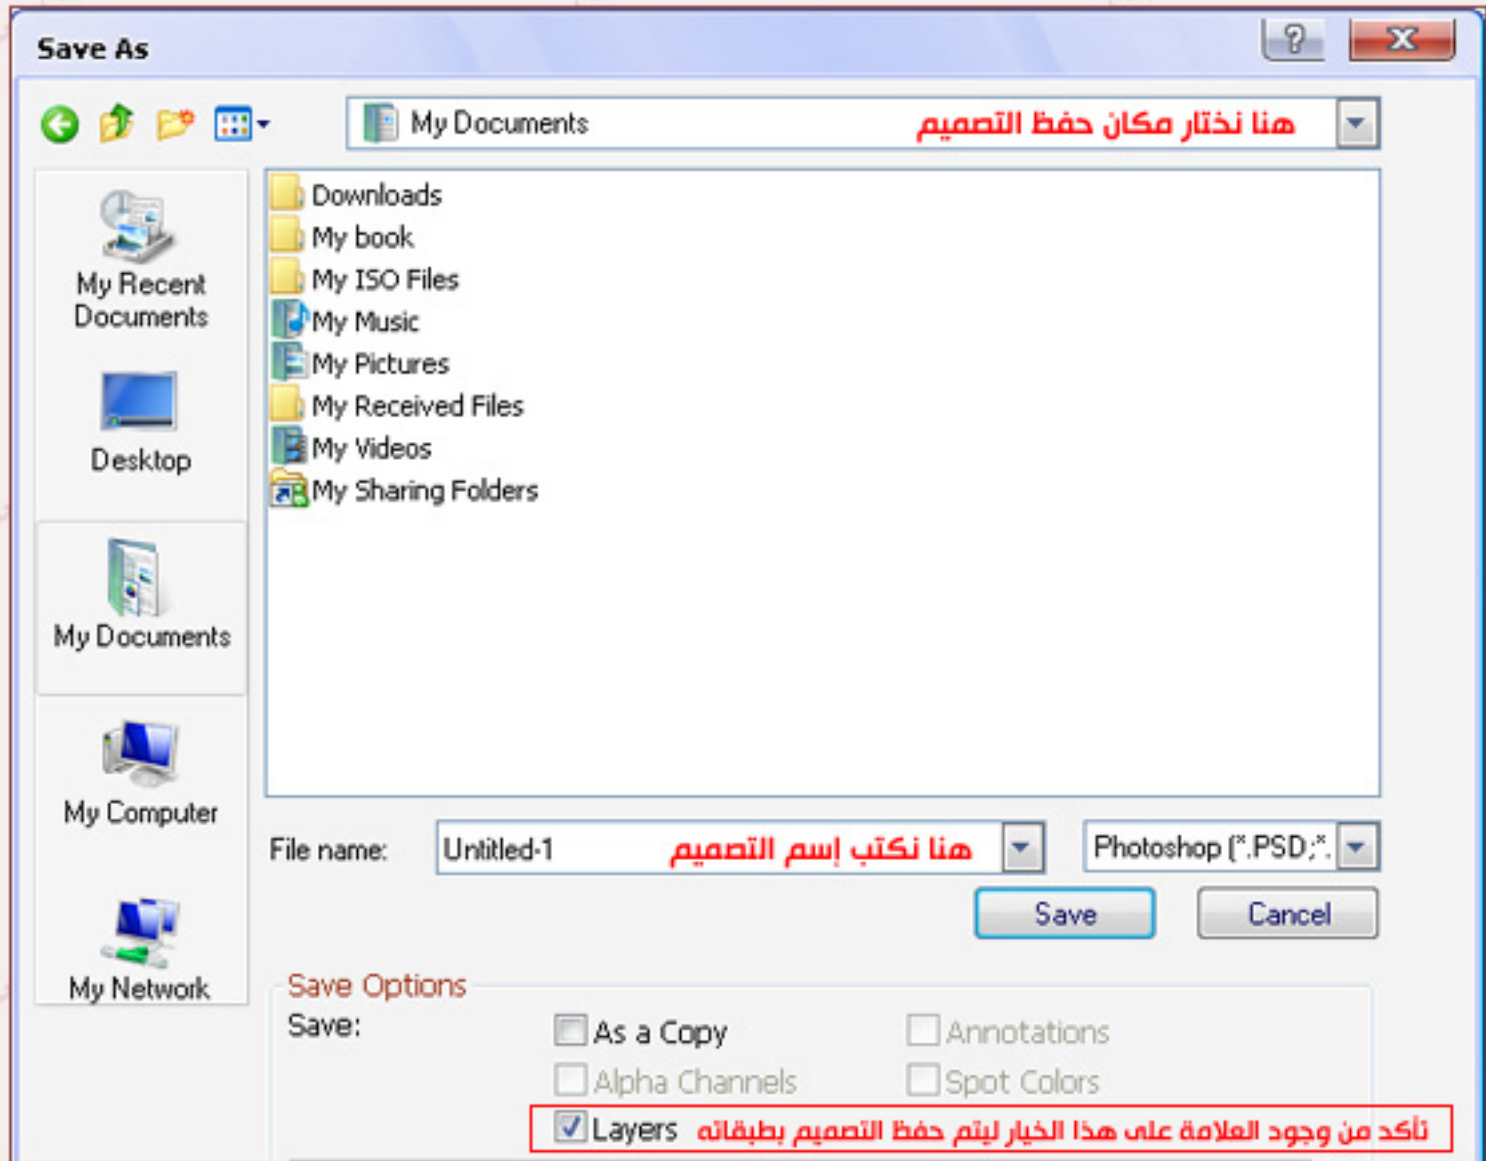 Save As
My Documents هنا نختار مكان حفظ التصميم
My Recent
Documents
Desktop
My Documents
My Computer
My Network
Downloads
My book
My ISO Files
My Music
My Pictures
My Received Files
My Videos
My Sharing Folders
File name: Untitled-1 هنا نكتب إسم التصميم Photoshop (*.PSD;*.
Save Cancel
Save Options
Save: As a Copy Annotations
Alpha Channels Spot Colors
Layers تأكد من وجود العلامة على هذا الخيار ليتم حفظ التصميم بطبقاته